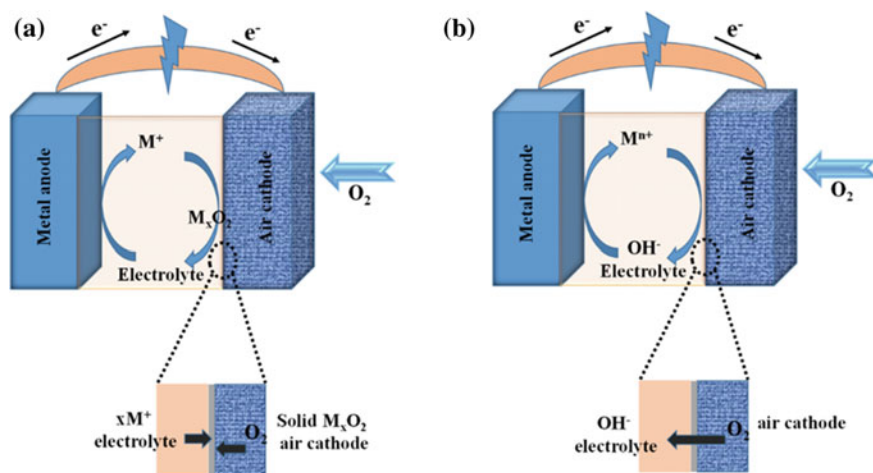 (a)
e⁻
e⁻
Metal anode
M⁺
MₓO₂
Electrolyte
Air cathode
O₂
xM⁺
electrolyte
O₂
Solid MₓO₂
air cathode
(b)
e⁻
e⁻
Metal anode
Mⁿ⁺
OH⁻
Electrolyte
Air cathode
O₂
OH⁻
electrolyte
O₂
air cathode